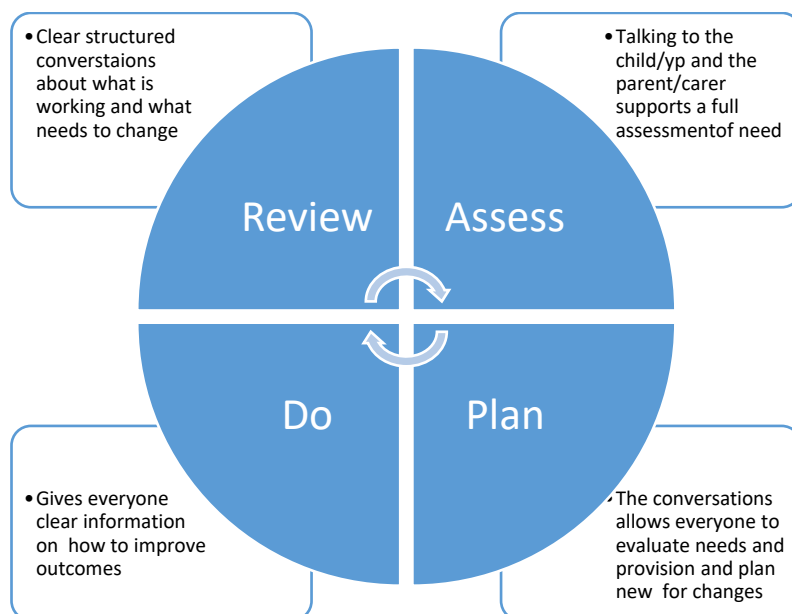 •Clear structured
converstaions
about what is
working and what
needs to change
•Talking to the
child/yp and the
parent/carer
supports a full
assessmentof need
Review
Assess
Do
Plan
•Gives everyone
clear information
on how to improve
outcomes
•The conversations
allows everyone to
evaluate needs and
provision and plan
new for changes